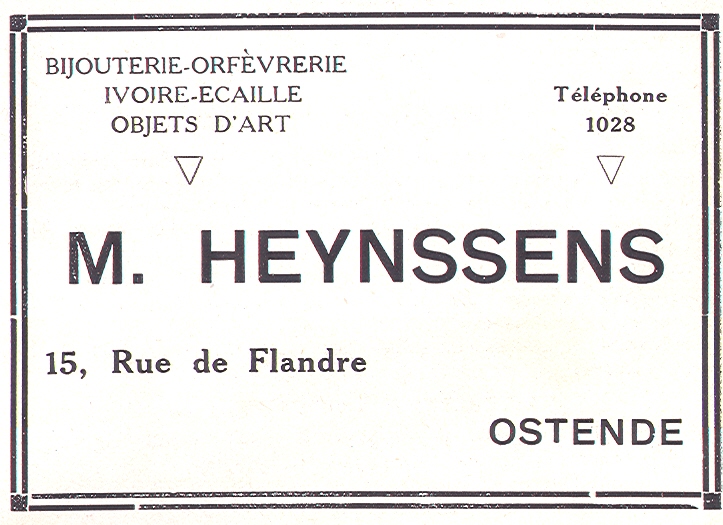 BIJOUTERIE-ORFÈVRERIE
IVOIRE-ECAILLE
OBJETS D'ART
Téléphone
1028
M. HEYNSSENS
15, Rue de Flandre
OSTENDE